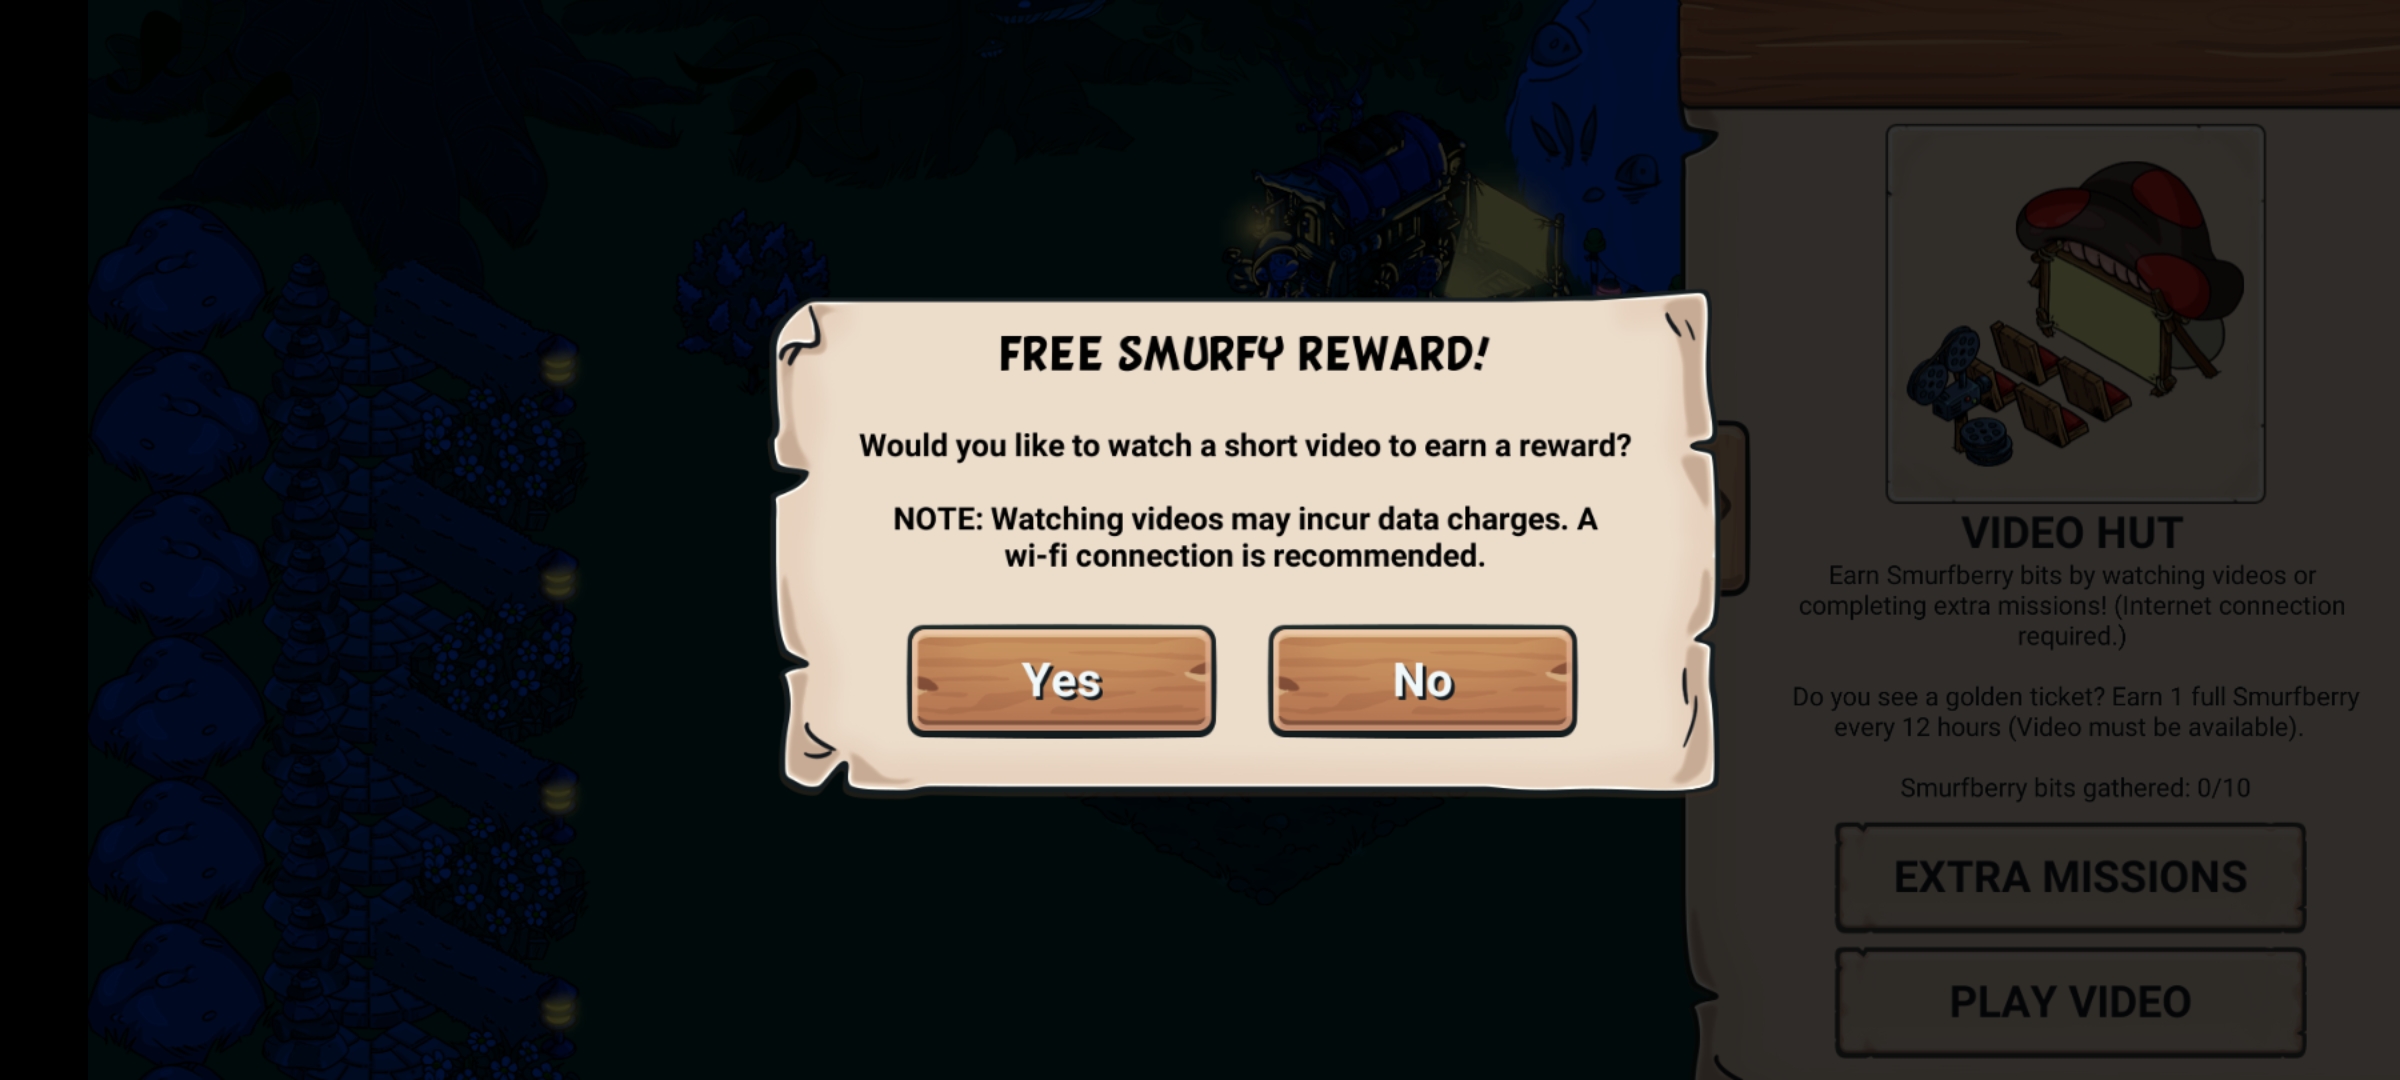 FREE SMURFY REWARD!
Would you like to watch a short video to earn a reward?
NOTE: Watching videos may incur data charges. A
wi-fi connection is recommended.
Yes
No
VIDEO HUT
Earn Smurfberry bits by watching videos or
completing extra missions! (Internet connection
required.)
Do you see a golden ticket? Earn 1 full Smurfberry
every 12 hours (Video must be available).
Smurfberry bits gathered: 0/10
EXTRA MISSIONS
PLAY VIDEO